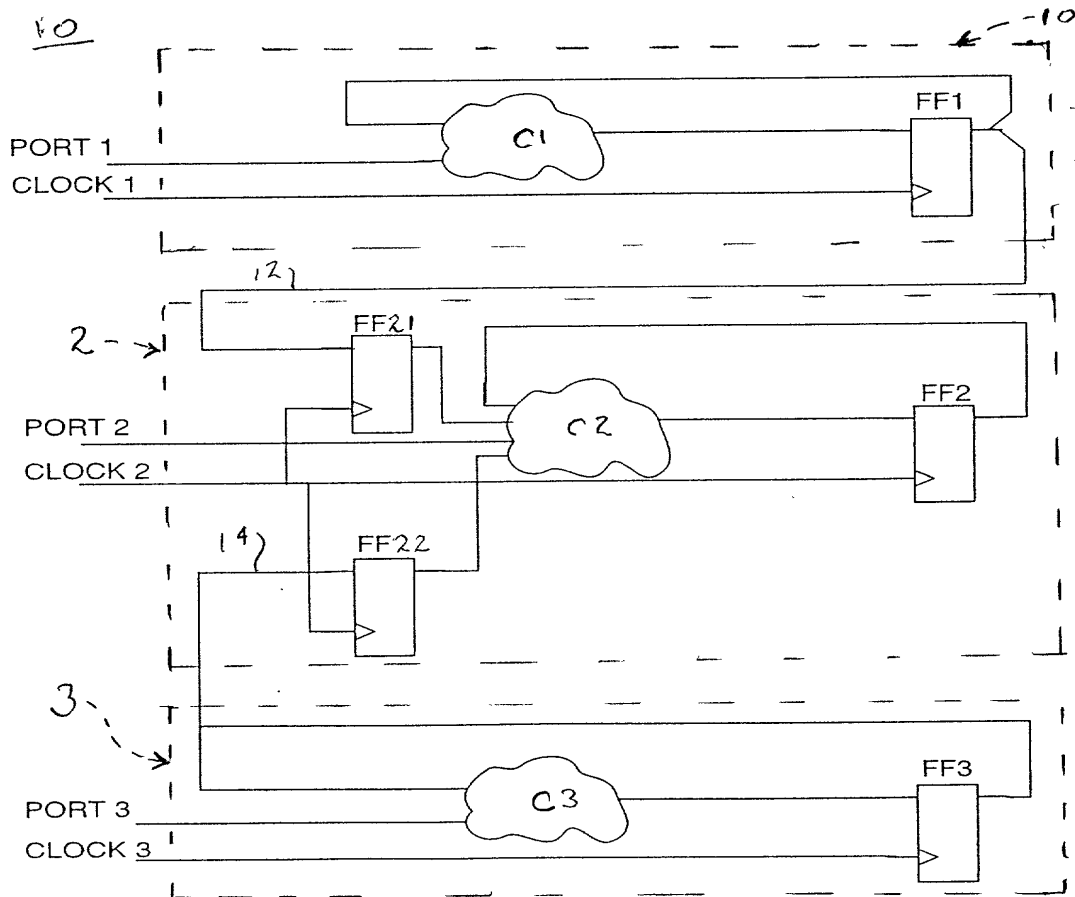 10
10
FF1
C1
PORT 1
CLOCK 1
12
FF21
2
FF2
C2
PORT 2
CLOCK 2
14
FF22
3
FF3
C3
PORT 3
CLOCK 3